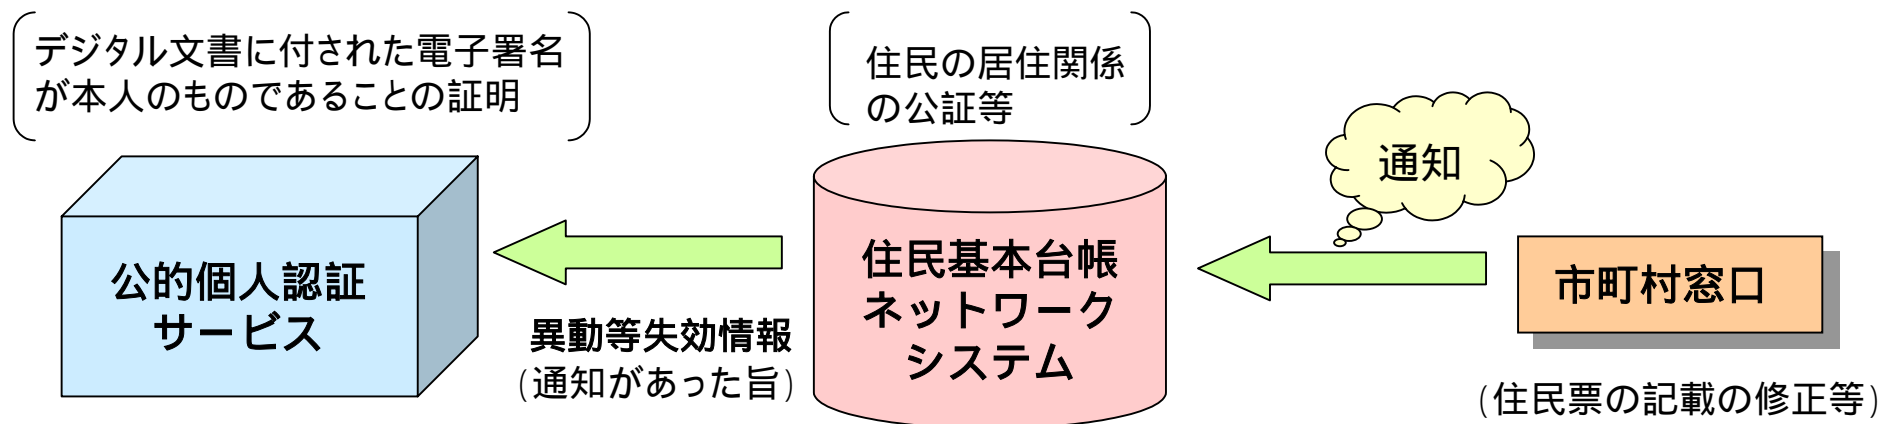 デジタル文書に付された電子署名
が本人のものであることの証明
住民の居住関係
の公証等
通知
公的個人認証
サービス
異動等失効情報
(通知があった旨)
住民基本台帳
ネットワーク
システム
市町村窓口
(住民票の記載の修正等)